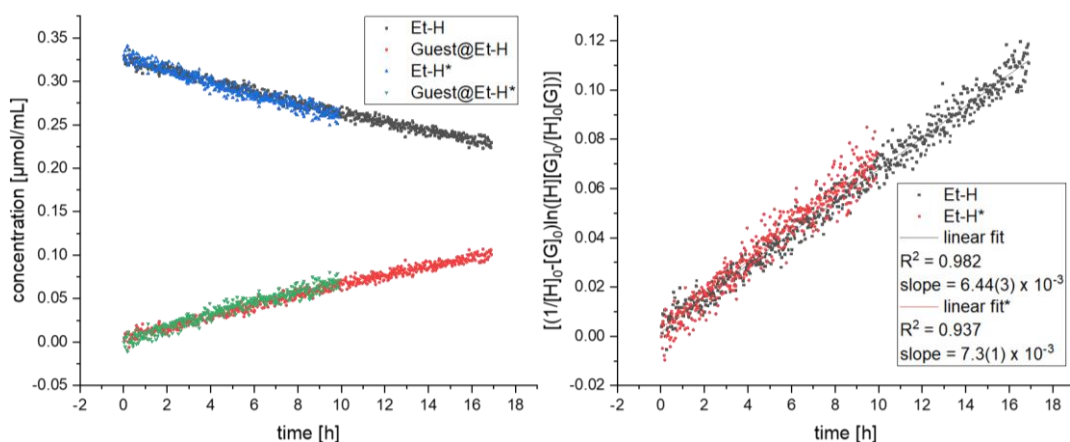 Et-H
Guest@Et-H
Et-H*
Guest@Et-H*
concentration [µmol/mL]
0.35
0.30
0.25
0.20
0.15
0.10
0.05
0.00
-0.05
-2 0 2 4 6 8 10 12 14 16 18
time [h]
[(1/[H]₀-[G]₀)ln([H][G]₀/[H]₀[G])]
0.12
0.10
0.08
0.06
0.04
0.02
0.00
-0.02
Et-H
Et-H*
linear fit
R² = 0.982
slope = 6.44(3) x 10⁻³
linear fit*
R² = 0.937
slope = 7.3(1) x 10⁻³
-2 0 2 4 6 8 10 12 14 16 18
time [h]